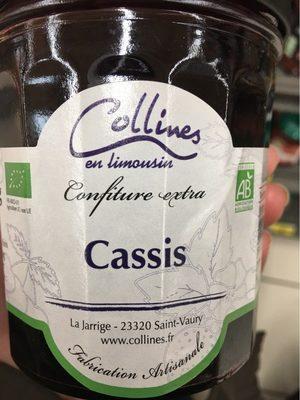 Collines
en limousin
Confiture extra
AB
Cassis
La Jarrige - 23320 Saint-Vaury
www.collines.fr
Fabrication Artisanale